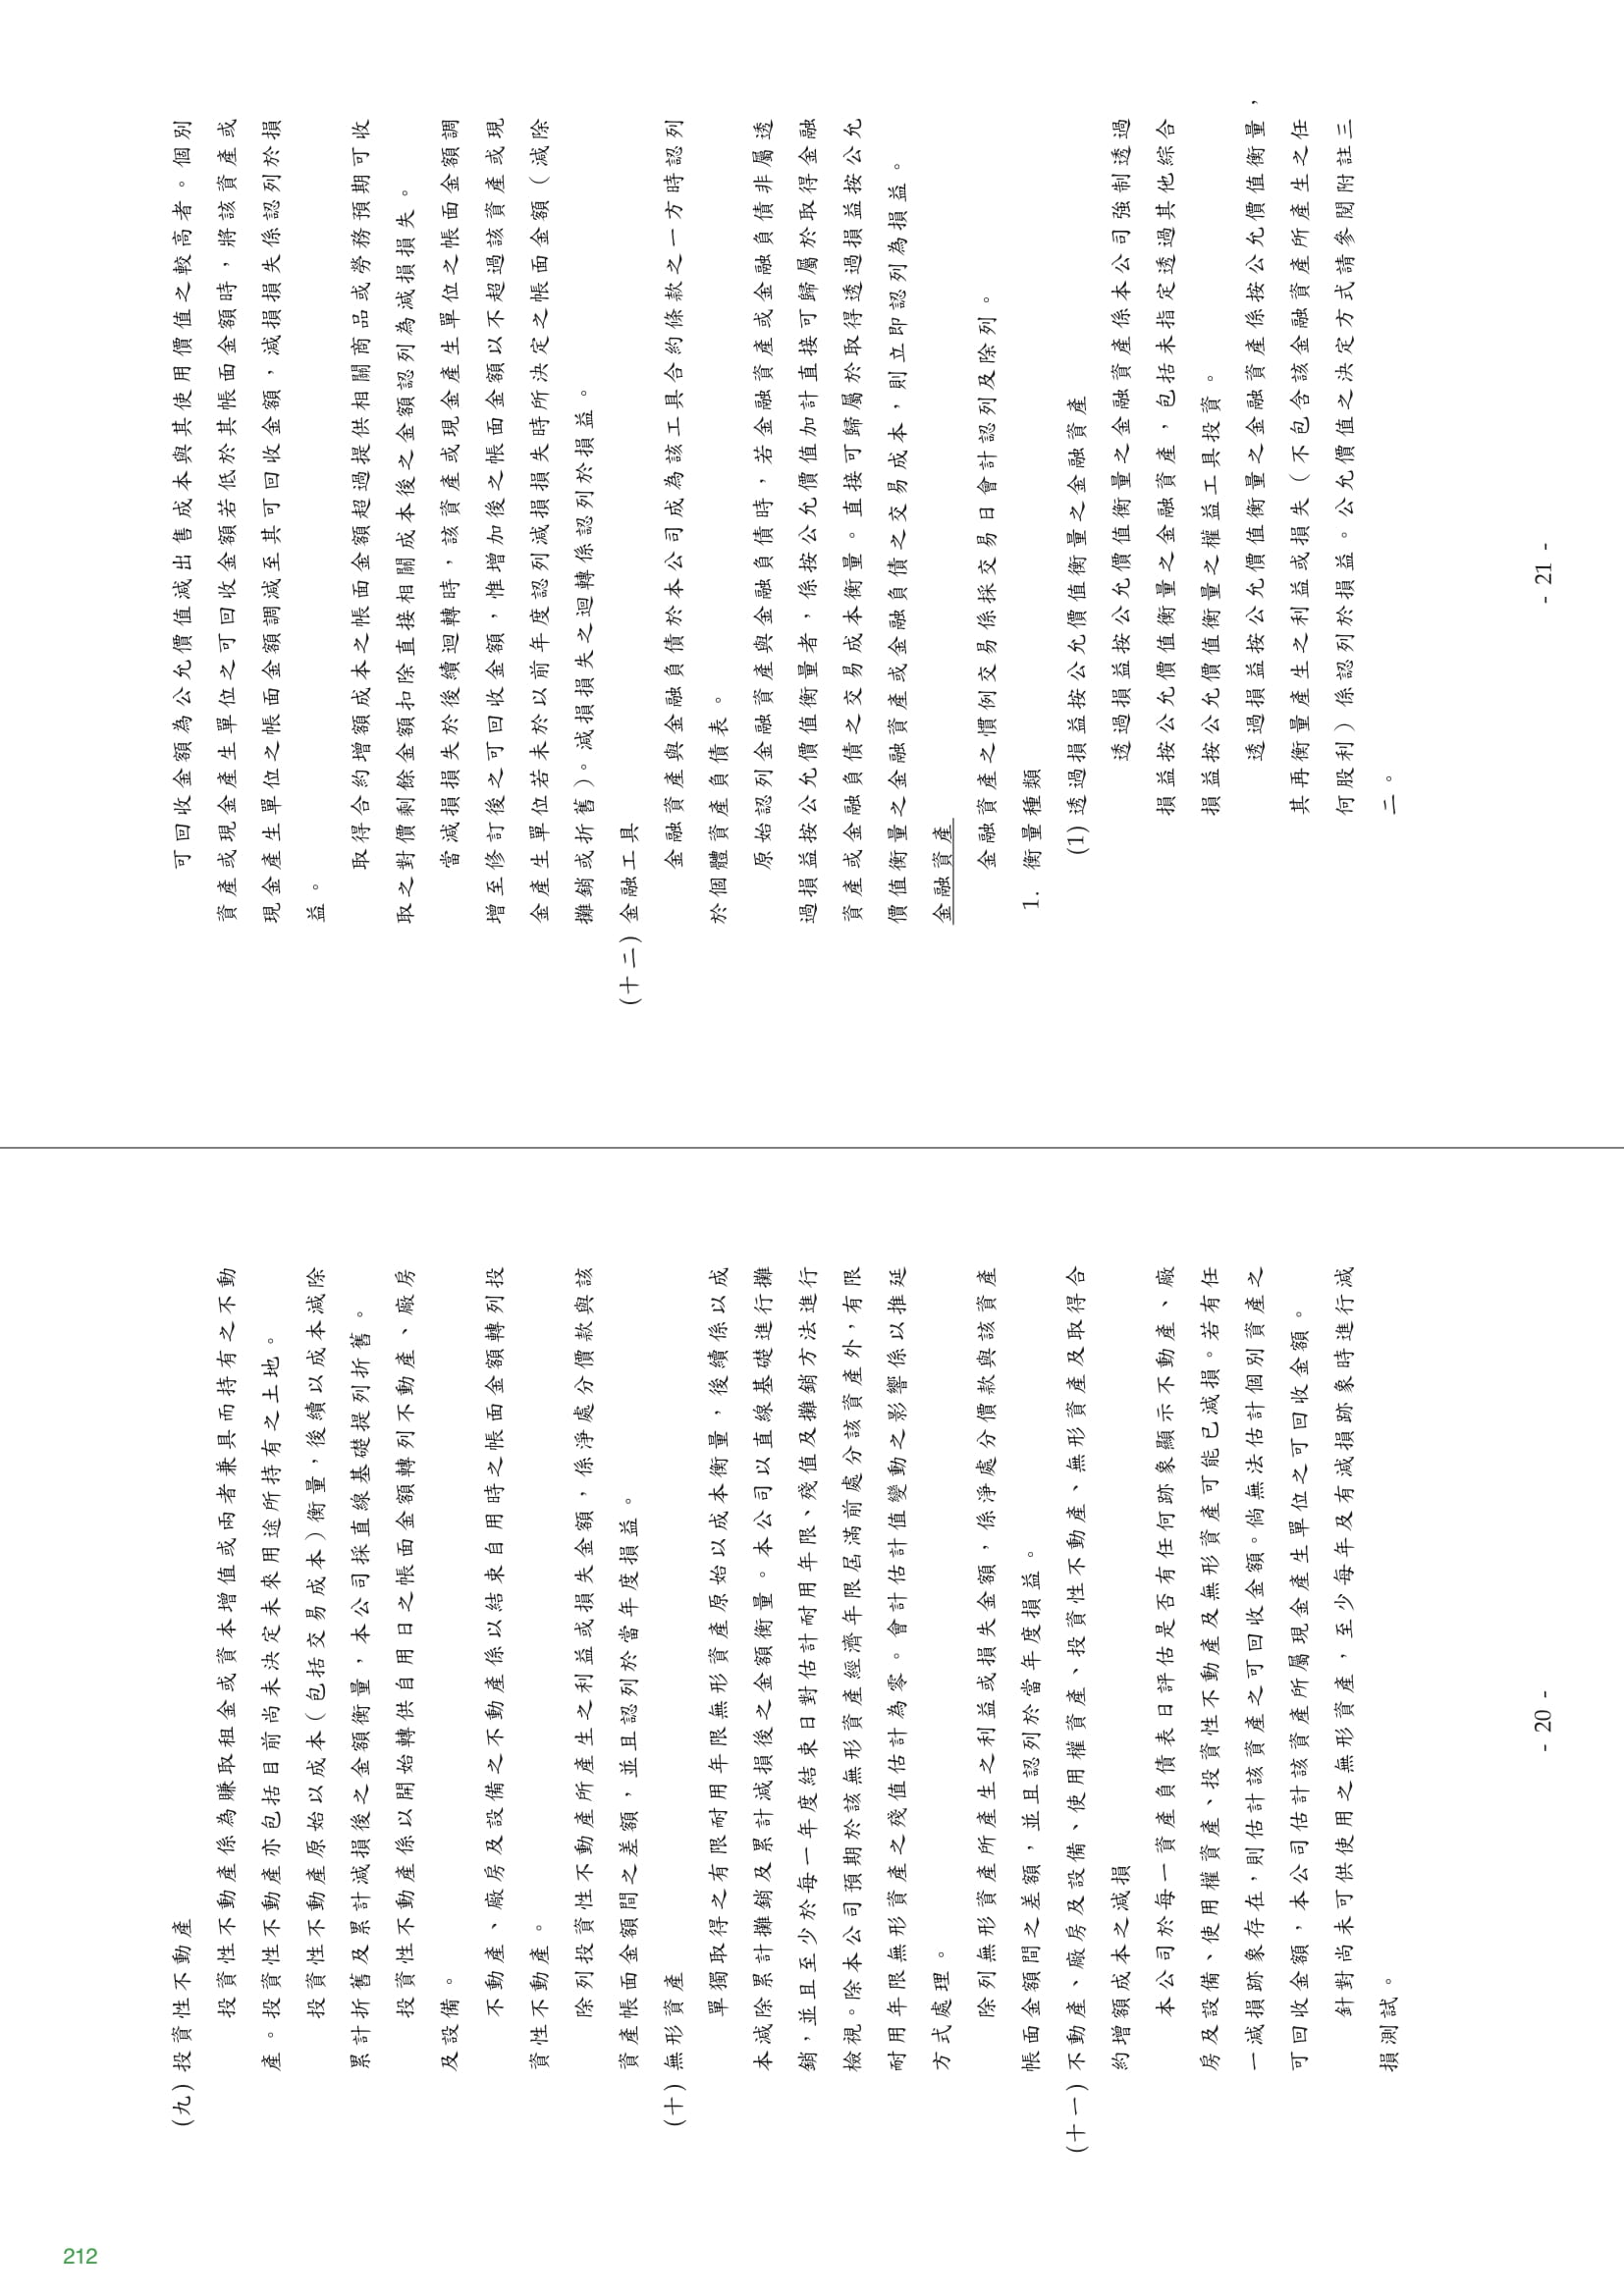 (九) 投資性不動產
投資性不動產係為賺取租金或資本增值或兩者兼具而持有之不動
產。投資性不動產亦包括目前尚未決定未來用途所持有之土地。
投資性不動產原始以成本(包括交易成本)衡量，後續以成本減除
累計折舊及累計減損後之金額衡量，本公司採直線基礎提列折舊。
投資性不動產係以開始轉供自用日之帳面金額轉列不動產、廠房
及設備。
不動產、廠房及設備之不動產係以結束自用時之帳面金額轉列投
資性不動產。
除列投資性不動產所產生之利益或損失金額，係淨處分價款與該
資產帳面金額間之差額，並且認列於當年度損益。
(十) 無形資產
單獨取得之有限耐用年限無形資產原始以成本衡量，後續係以成
本減除累計攤銷及累計減損後之金額衡量。本公司以直線基礎進行攤
銷，並且至少於每一年度結束日對估計耐用年限、殘值及攤銷方法進行
檢視。除本公司預期於該無形資產經濟年限屆滿前處分該資產外，有限
耐用年限無形資產之殘值估計為零。會計估計值變動之影響係以推延
方式處理。
除列無形資產所產生之利益或損失金額，係淨處分價款與該資產
帳面金額間之差額，並且認列於當年度損益。
(十一) 不動產、廠房及設備、使用權資產、投資性不動產、無形資產及取得合
約增額成本之減損
本公司於每一資產負債表日評估是否有任何跡象顯示不動產、廠
房及設備、使用權資產、投資性不動產及無形資產可能已減損。若有任
一減損跡象存在，則估計該資產之可回收金額。倘無法估計個別資產之
可回收金額，本公司估計該資產所屬現金產生單位之可回收金額。
針對尚未可供使用之無形資產，至少每年及有減損跡象時進行減
損測試。
- 20 -
可回收金額為公允價值減出售成本與其使用價值之較高者。個別
資產或現金產生單位之可回收金額若低於其帳面金額時，將該資產或
現金產生單位之帳面金額調減至其可回收金額，減損損失係認列於損
益。
取得合約增額成本之帳面金額超過提供相關商品或勞務預期可收
取之對價剩餘金額扣除直接相關成本後之金額認列為減損損失。
當減損損失於後續迴轉時，該資產或現金產生單位之帳面金額調
增至修訂後之可回收金額，惟增加後之帳面金額以不超過該資產或現
金產生單位若未於以前年度認列減損損失時所決定之帳面金額（減除
攤銷或折舊）。減損損失之迴轉係認列於損益。
(十二) 金融工具
金融資產與金融負債於本公司成為該工具合約條款之一方時認列
於個體資產負債表。
原始認列金融資產與金融負債時，若金融資產或金融負債非屬透
過損益按公允價值衡量者，係按公允價值加計直接可歸屬於取得金融
資產或金融負債之交易成本衡量。直接可歸屬於取得透過損益按公允
價值衡量之金融資產或金融負債之交易成本，則立即認列為損益。
金融資產
金融資產之慣例交易係採交易日會計認列及除列。
1. 衡量種類
(1) 透過損益按公允價值衡量之金融資產
透過損益按公允價值衡量之金融資產係本公司強制透過
損益按公允價值衡量之金融資產，包括未指定透過其他綜合
損益按公允價值衡量之權益工具投資。
透過損益按公允價值衡量之金融資產係按公允價值衡量，
其再衡量產生之利益或損失（不包含該金融資產所產生之任
何股利）係認列於損益。公允價值之決定方式請參閱附註三
二。
- 21 -
212